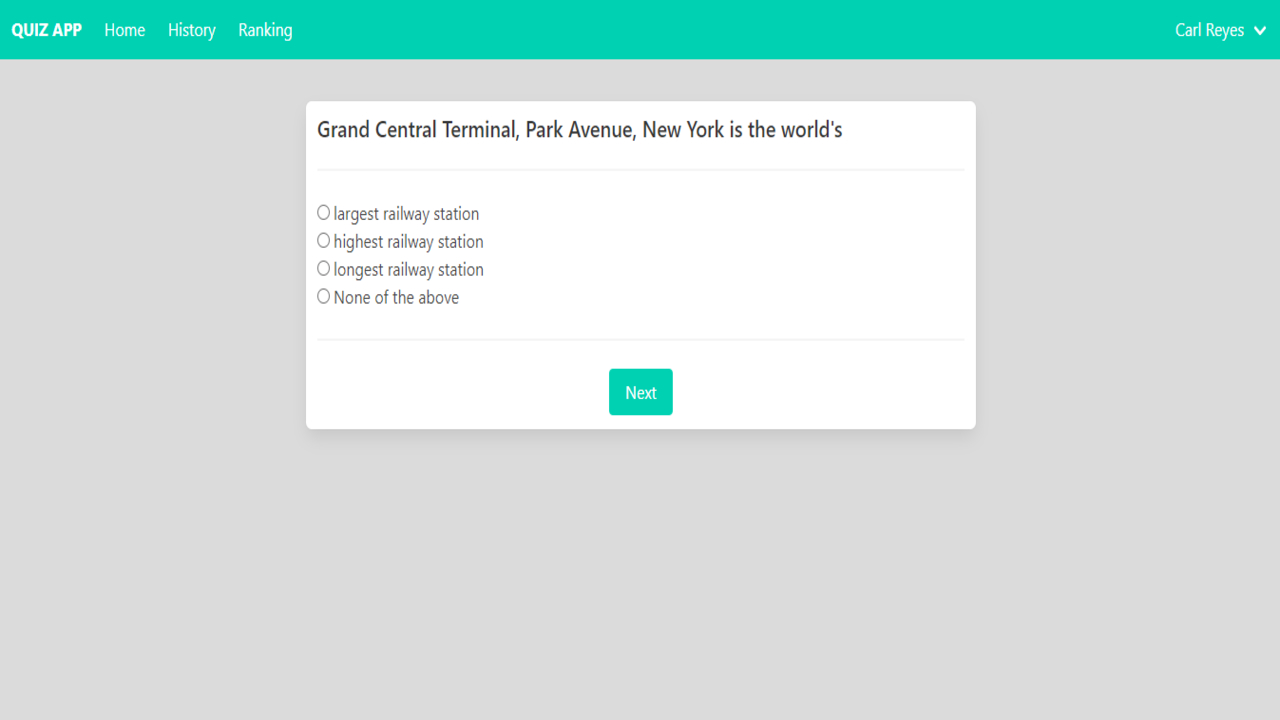 QUIZ APP Home History Ranking Carl Reyes
Grand Central Terminal, Park Avenue, New York is the world's
largest railway station
highest railway station
longest railway station
None of the above
Next